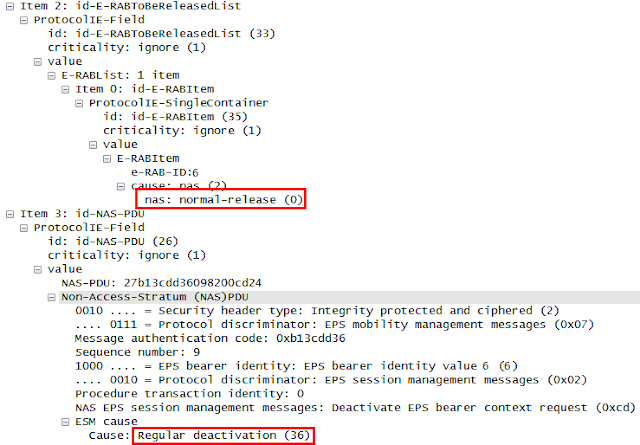 Item 2: id-E-RABToBeReleasedList
ProtocolIE-Field
id: id-E-RABToBeReleasedList (33)
criticality: ignore (1)
value
E-RABList: 1 item
Item 0: id-E-RABItem
ProtocolIE-SingleContainer
id: id-E-RABItem (35)
criticality: ignore (1)
value
E-RABItem
e-RAB-ID:6
cause: nas (2)
nas: normal-release (0)
Item 3: id-NAS-PDU
ProtocolIE-Field
id: id-NAS-PDU (26)
criticality: ignore (1)
value
NAS-PDU: 27b13cdd36098200cd24
Non-Access-Stratum (NAS)PDU
0010 .... = Security header type: Integrity protected and ciphered (2)
.... 0111 = Protocol discriminator: EPS mobility management messages (0x07)
Message authentication code: 0xb13cdd36
Sequence number: 9
1000 .... = EPS bearer identity: EPS bearer identity value 6 (6)
.... 0010 = Protocol discriminator: EPS session management messages (0x02)
Procedure transaction identity: 0
NAS EPS session management messages: Deactivate EPS bearer context request (0xcd)
ESM cause
Cause: Regular deactivation (36)